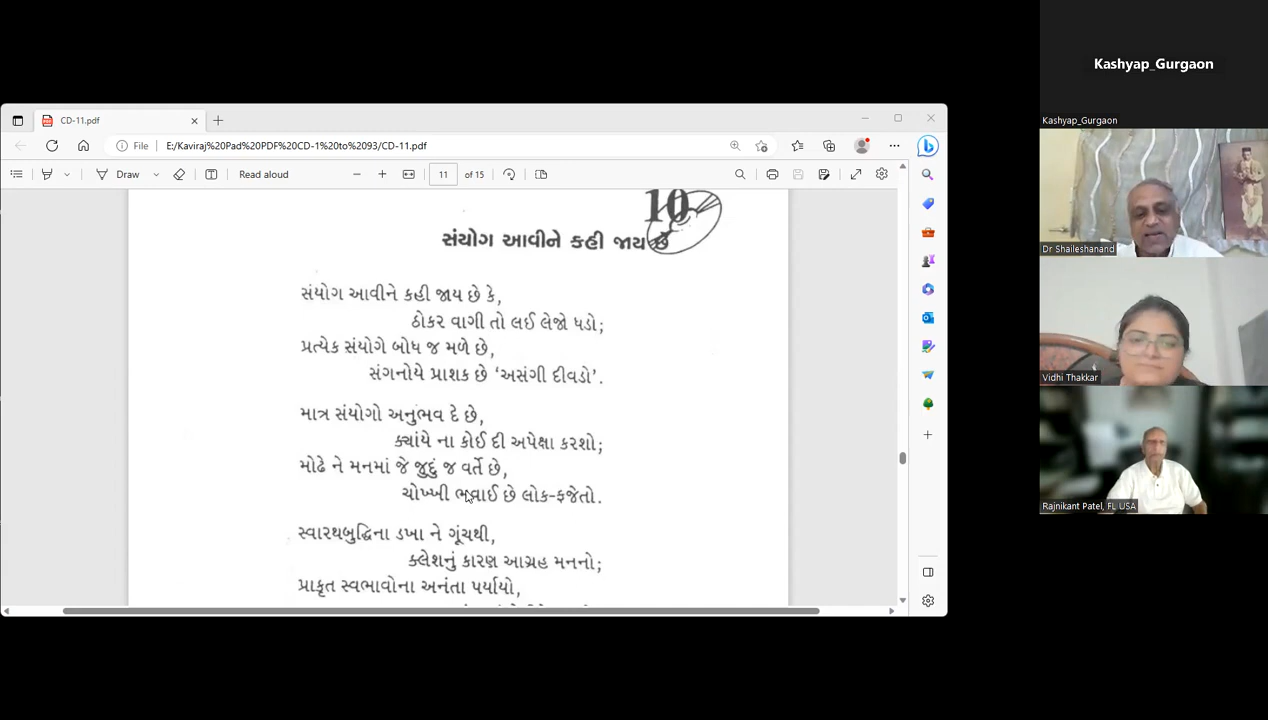 CD-11.pdf
File
E:/Kaviraj%20Pad%20PDF%20CD-1%20to%2093/CD-11.pdf
Draw
Read aloud
11 of 15
10
સંયોગ આવીને કહી જાય છે
સંયોગ આવીને કહી જાય છે કે,
ઠોકર વાગી તો લઈ લેજો ધડો;
પ્રત્યેક સંયોગે બોધ જ મળે છે,
સંગનોયે પ્રાશક છે ‘અસંગી દીવડો’.
માત્ર સંયોગો અનુભવ દે છે,
ક્યાંયે ના કોઈ દી અપેક્ષા કરશો;
મોઢે ને મનમાં જે જુદું જ વર્તે છે,
ચોખ્ખી ભવાઈ છે લોક-ફજેતો.
સ્વારથબુદ્ધિના ડખા ને ગૂંચથી,
ક્લેશનું કારણ આગ્રહ મનનો;
પ્રાકૃત સ્વભાવોના અનંતા પર્યાયો,
Kashyap_Gurgaon
Kashyap_Gurgaon
Dr Shaileshanand
Vidhi Thakkar
Rajnikant Patel, FL USA